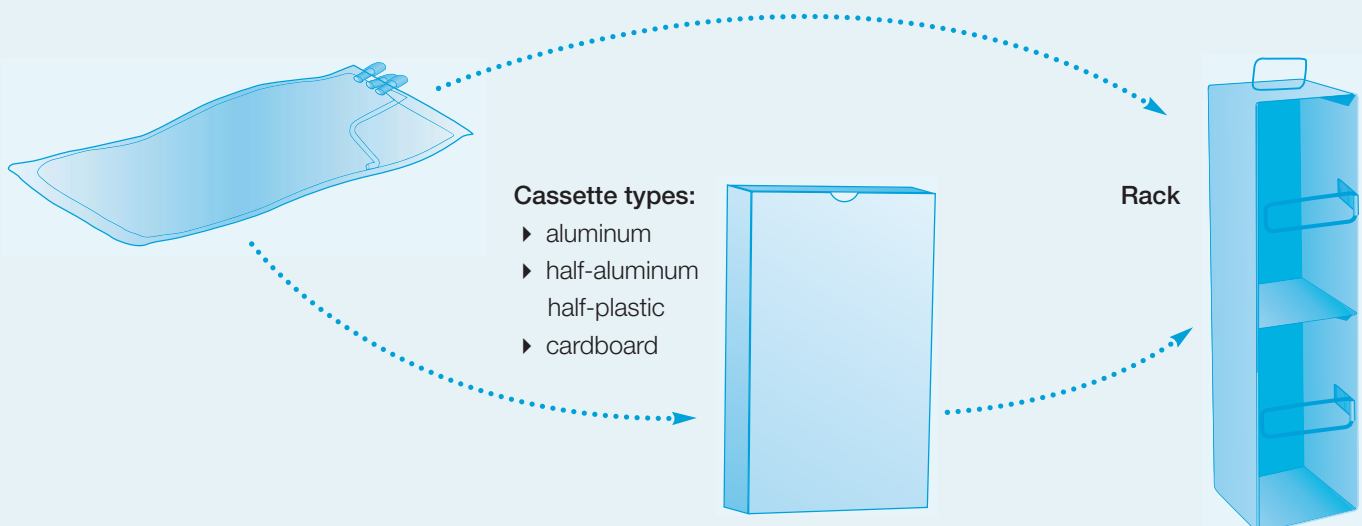 Cassette types:
aluminum
half-aluminum
half-plastic
cardboard
Rack